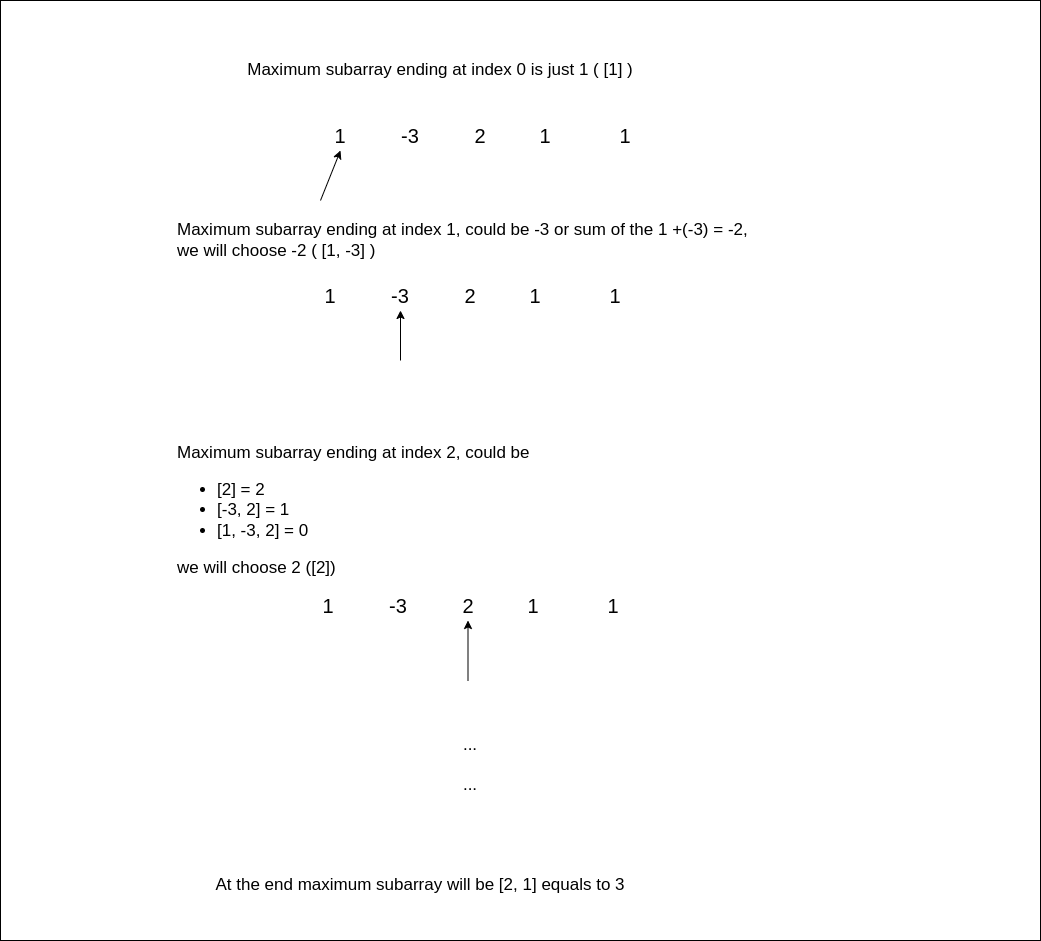 Maximum subarray ending at index 0 is just 1 ( [1] )
1 -3 2 1 1
Maximum subarray ending at index 1, could be -3 or sum of the 1 +(-3) = -2,
we will choose -2 ( [1, -3] )
1 -3 2 1 1
Maximum subarray ending at index 2, could be
• [2] = 2
• [-3, 2] = 1
• [1, -3, 2] = 0
we will choose 2 ([2])
1 -3 2 1 1
...
...
At the end maximum subarray will be [2, 1] equals to 3